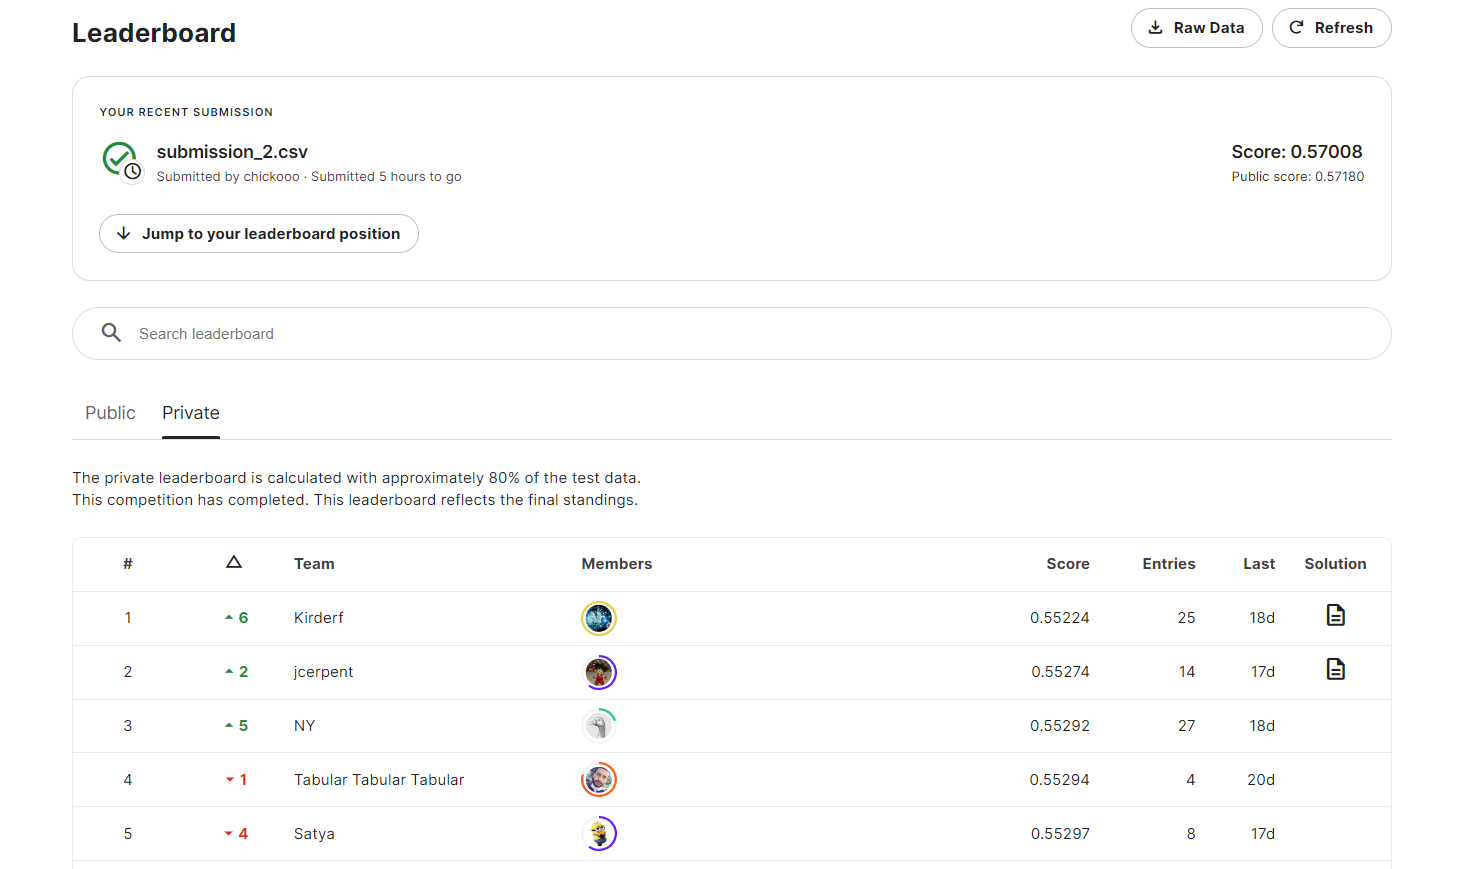 Leaderboard
Raw Data
Refresh
YOUR RECENT SUBMISSION
submission_2.csv
Score: 0.57008
Submitted by chickooo · Submitted 5 hours to go
Public score: 0.57180
Jump to your leaderboard position
Search leaderboard
Public Private
The private leaderboard is calculated with approximately 80% of the test data.
This competition has completed. This leaderboard reflects the final standings.
# Team Members Score Entries Last Solution
1 6 Kirderf 0.55224 25 18d
2 2 jcerpent 0.55274 14 17d
3 5 NY 0.55292 27 18d
4 1 Tabular Tabular Tabular 0.55294 4 20d
5 4 Satya 0.55297 8 17d